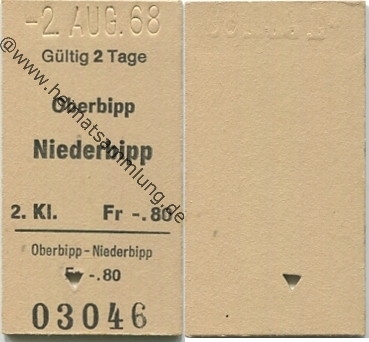 -2. AUG. 68
Gültig 2 Tage
Oberbipp
Niederbipp
2. Kl. Fr -.80
Oberbipp - Niederbipp
Fr -.80
03046
@www.heimatsammlung.de